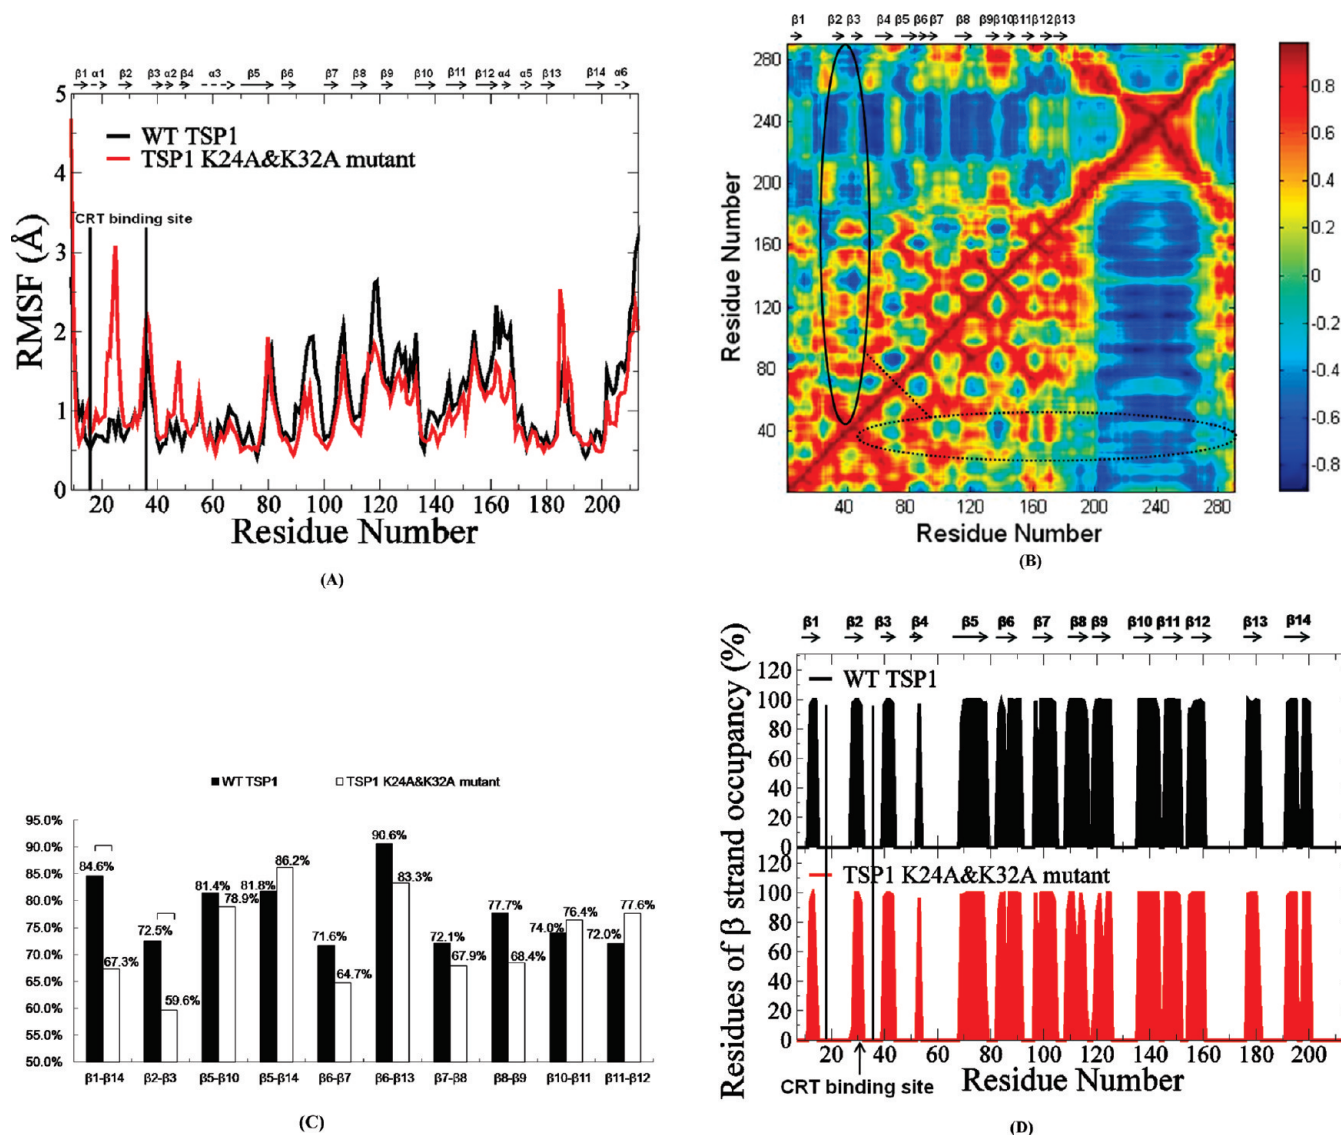 β1 α1 β2 β3 α2 β4 α3 β5 β6 β7 β8 β9 β10 β11 β12 α4 α5 β13 β14 α6
5
4
3
2
1
0
RMSF (Å)
WT TSP1
TSP1 K24A&K32A mutant
CRT binding site
20 40 60 80 100 120 140 160 180 200
Residue Number
(A)
β1 β2 β3 β4 β5 β6 β7 β8 β9 β10 β11 β12 β13
280
240
200
160
120
80
40
Residue Number
40 80 120 160 200 240 280
Residue Number
0.8
0.6
0.4
0.2
0
-0.2
-0.4
-0.6
-0.8
(B)
WT TSP1 TSP1 K24A&K32A mutant
95.0%
90.0%
85.0%
80.0%
75.0%
70.0%
65.0%
60.0%
55.0%
50.0%
84.6% 67.3% 72.5% 59.6% 81.4% 78.9% 81.8% 86.2% 71.6% 64.7% 90.6% 83.3% 72.1% 67.9% 77.7% 68.4% 74.0% 76.4% 72.0% 77.6%
β1-β14 β2-β3 β5-β10 β5-β14 β6-β7 β6-β13 β7-β8 β8-β9 β10-β11 β11-β12
(C)
β1 β2 β3 β4 β5 β6 β7 β8 β9 β10 β11 β12 β13 β14
Residues of β strand occupancy (%)
120
100
80
60
40
20
0
WT TSP1
120
100
80
60
40
20
0
TSP1 K24A&K32A mutant
20 40 60 80 100 120 140 160 180 200
CRT binding site
Residue Number
(D)